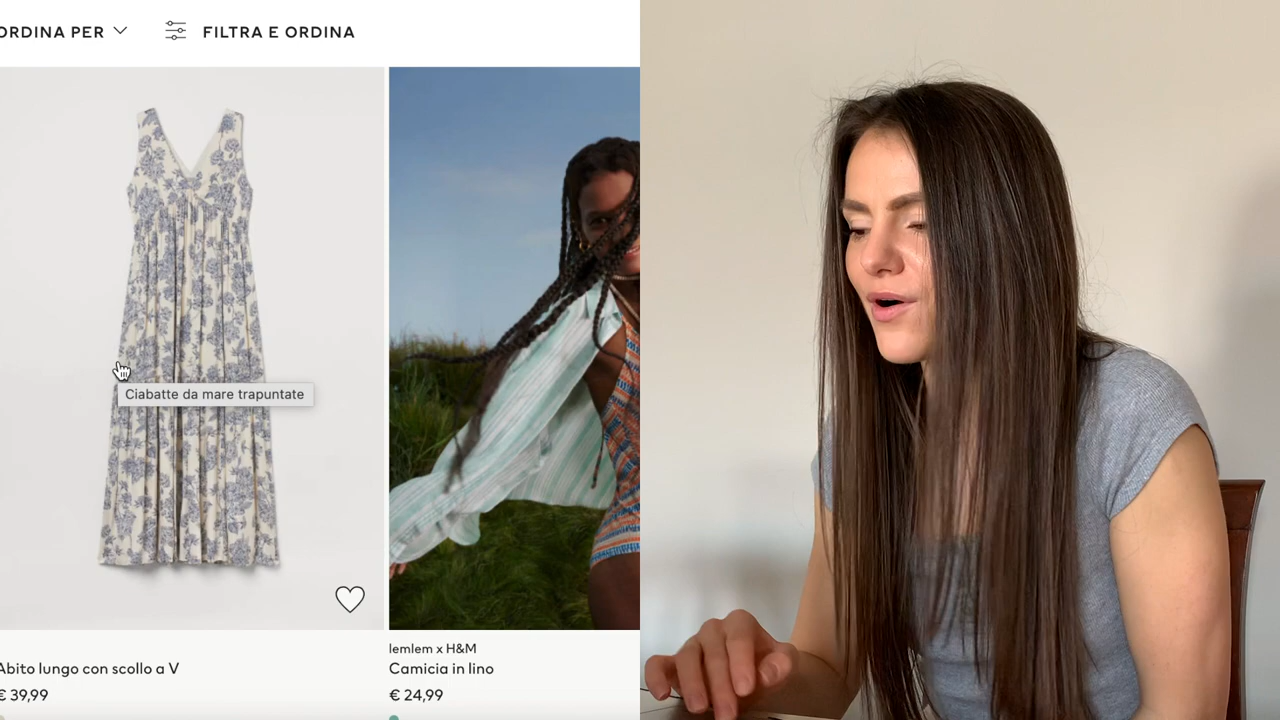 ORDINA PER
FILTRA E ORDINA
Ciabatte da mare trapuntate
Abito lungo con scollo a V
€ 39,99
lemlem x H&M
Camicia in lino
€ 24,99